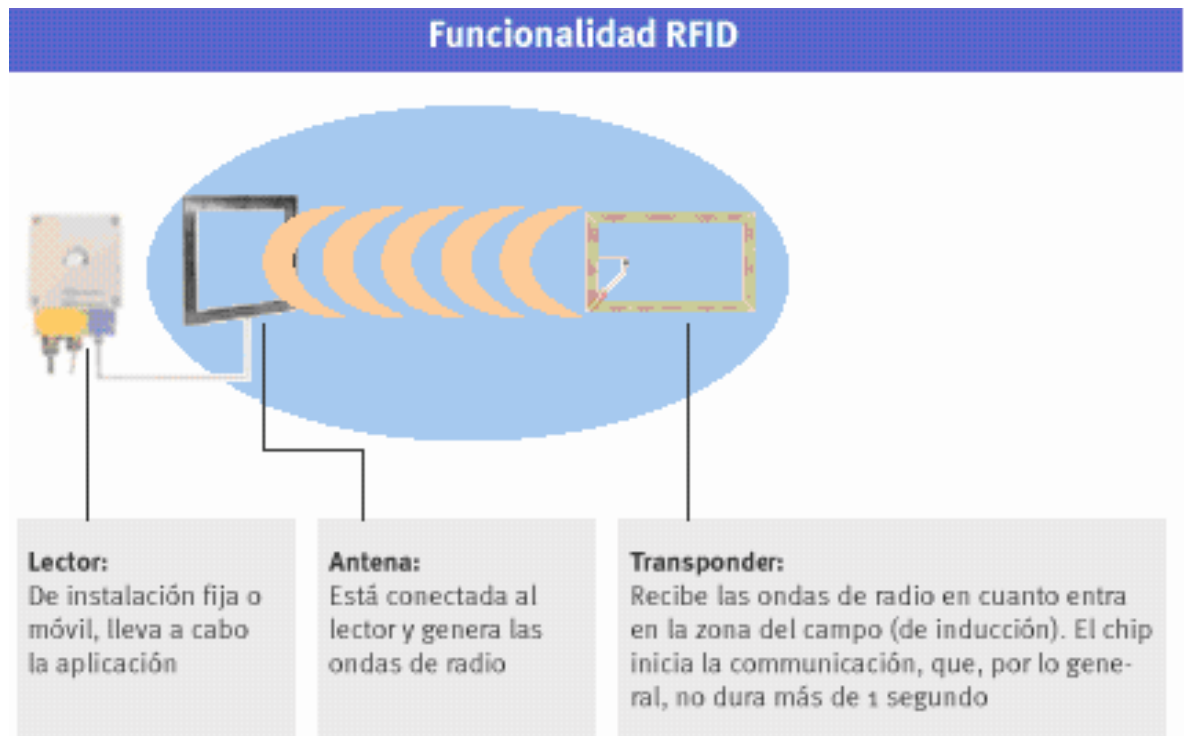 Funcionalidad RFID
Lector:
De instalación fija o
móvil, lleva a cabo
la aplicación
Antena:
Está conectada al
lector y genera las
ondas de radio
Transponder:
Recibe las ondas de radio en cuanto entra
en la zona del campo (de inducción). El chip
inicia la communicación, que, por lo gene-
ral, no dura más de 1 segundo